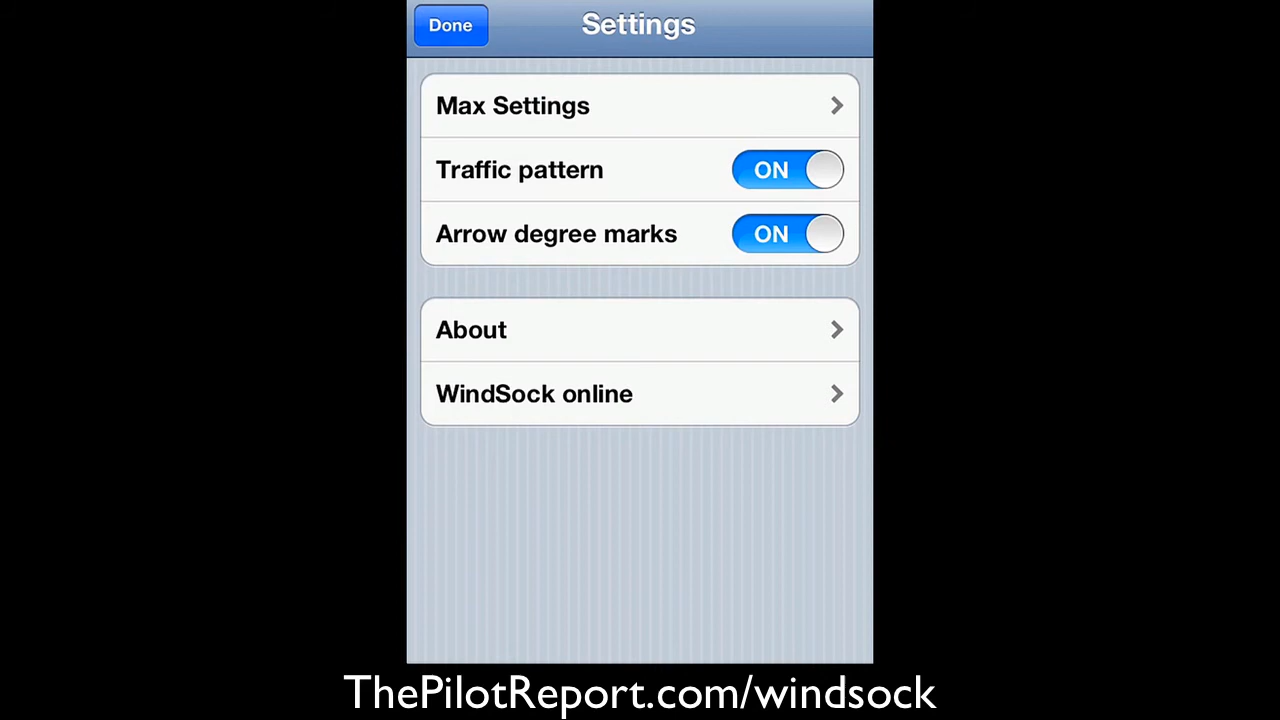 Done
Settings
Max Settings
Traffic pattern
ON
Arrow degree marks
ON
About
WindSock online
ThePilotReport.com/windsock